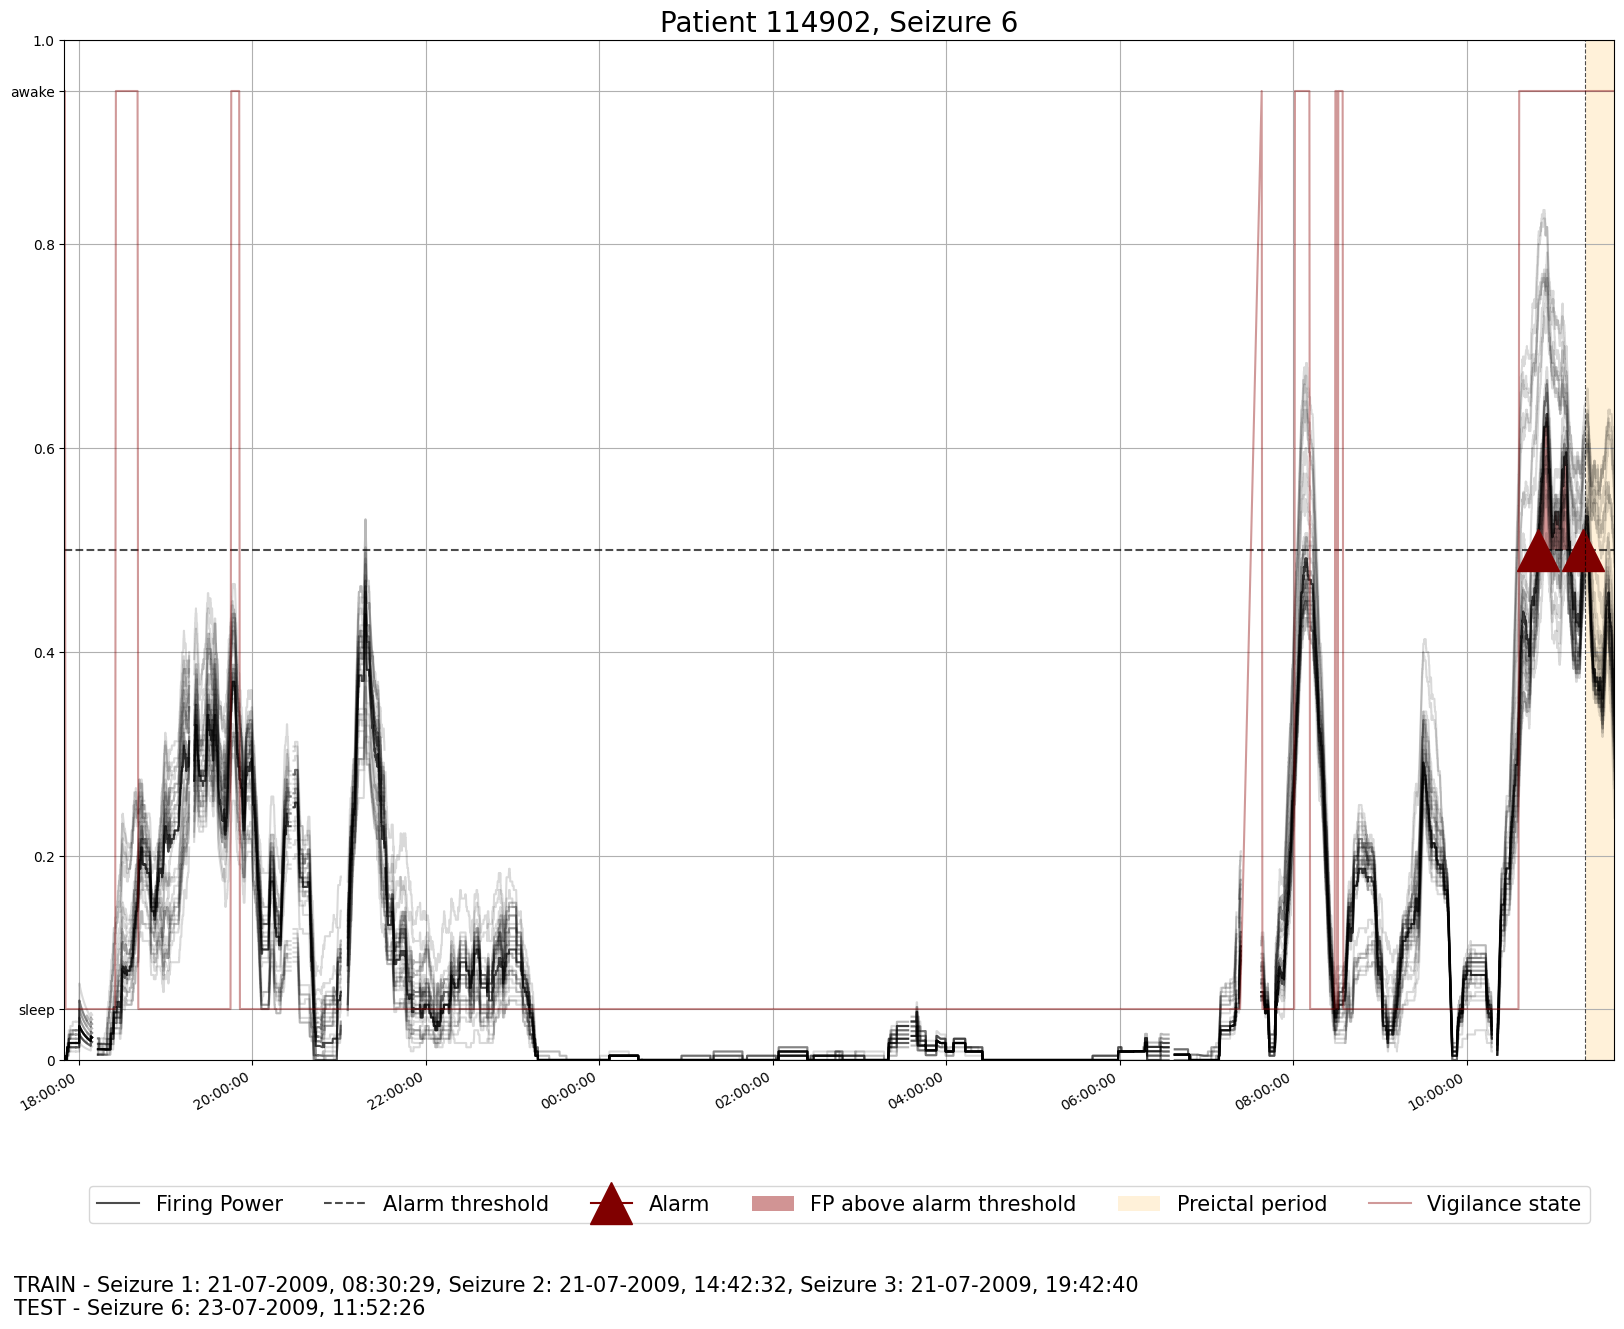 Patient 114902, Seizure 6
1.0
awake
0.8
0.6
0.4
0.2
sleep
0
18:00:00 20:00:00 22:00:00 00:00:00 02:00:00 04:00:00 06:00:00 08:00:00 10:00:00
Firing Power Alarm threshold Alarm FP above alarm threshold Preictal period Vigilance state
TRAIN - Seizure 1: 21-07-2009, 08:30:29, Seizure 2: 21-07-2009, 14:42:32, Seizure 3: 21-07-2009, 19:42:40
TEST - Seizure 6: 23-07-2009, 11:52:26